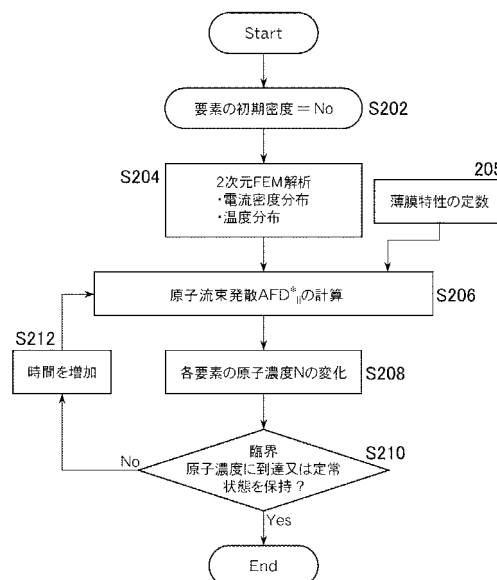 Start
要素の初期密度 = No
S202
S204
2次元FEM解析
・電流密度分布
・温度分布
205
薄膜特性の定数
原子流束発散AFD*IIの計算
S206
S212
時間を増加
各要素の原子濃度Nの変化
S208
臨界
原子濃度に到達又は定常
状態を保持？
S210
No
Yes
End